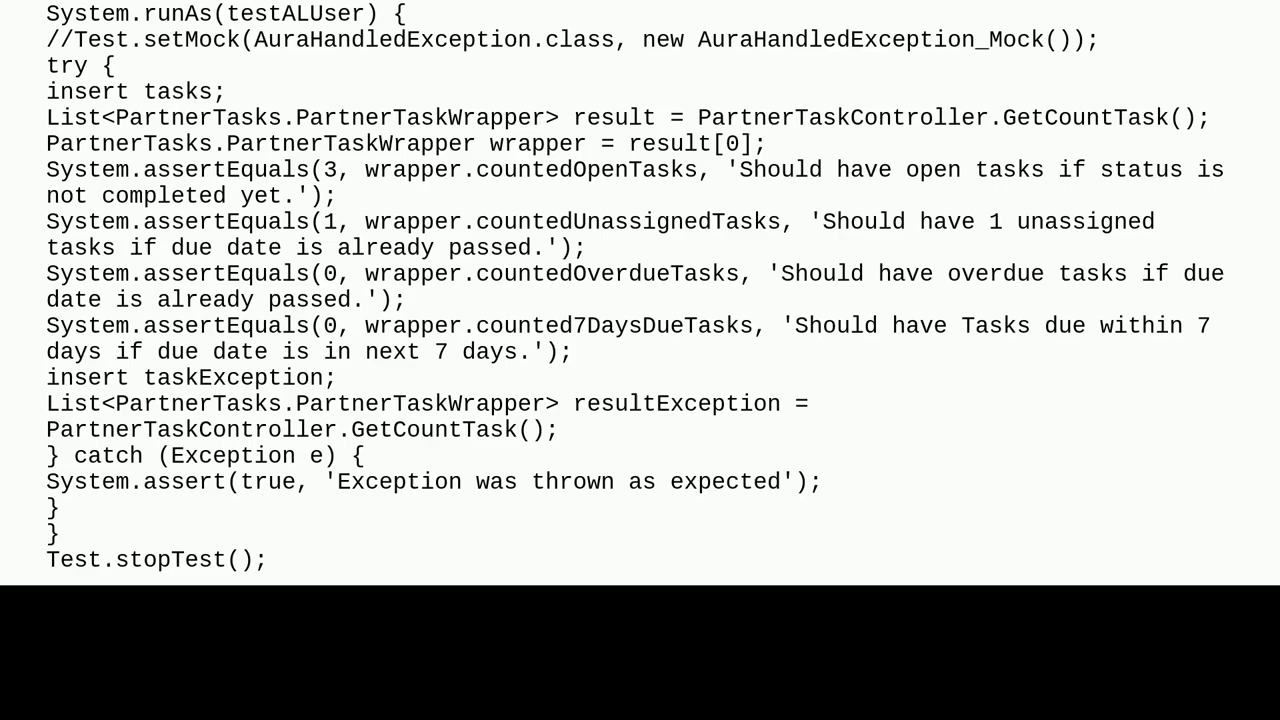 System.runAs(testALUser) {
//Test.setMock(AuraHandledException.class, new AuraHandledException_Mock());
try {
insert tasks;
List<PartnerTasks.PartnerTaskWrapper> result = PartnerTaskController.GetCountTask();
PartnerTasks.PartnerTaskWrapper wrapper = result[0];
System.assertEquals(3, wrapper.countedOpenTasks, 'Should have open tasks if status is
not completed yet.');
System.assertEquals(1, wrapper.countedUnassignedTasks, 'Should have 1 unassigned
tasks if due date is already passed.');
System.assertEquals(0, wrapper.countedOverdueTasks, 'Should have overdue tasks if due
date is already passed.');
System.assertEquals(0, wrapper.counted7DaysDueTasks, 'Should have Tasks due within 7
days if due date is in next 7 days.');
insert taskException;
List<PartnerTasks.PartnerTaskWrapper> resultException =
PartnerTaskController.GetCountTask();
} catch (Exception e) {
System.assert(true, 'Exception was thrown as expected');
}
}
Test.stopTest();